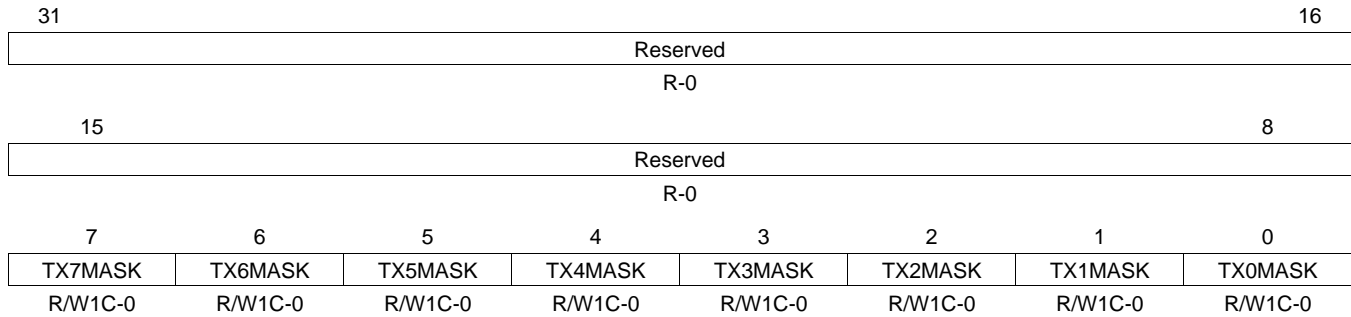 31 16
Reserved
R-0
15 8
Reserved
R-0
7 6 5 4 3 2 1 0
TX7MASK TX6MASK TX5MASK TX4MASK TX3MASK TX2MASK TX1MASK TX0MASK
R/W1C-0 R/W1C-0 R/W1C-0 R/W1C-0 R/W1C-0 R/W1C-0 R/W1C-0 R/W1C-0